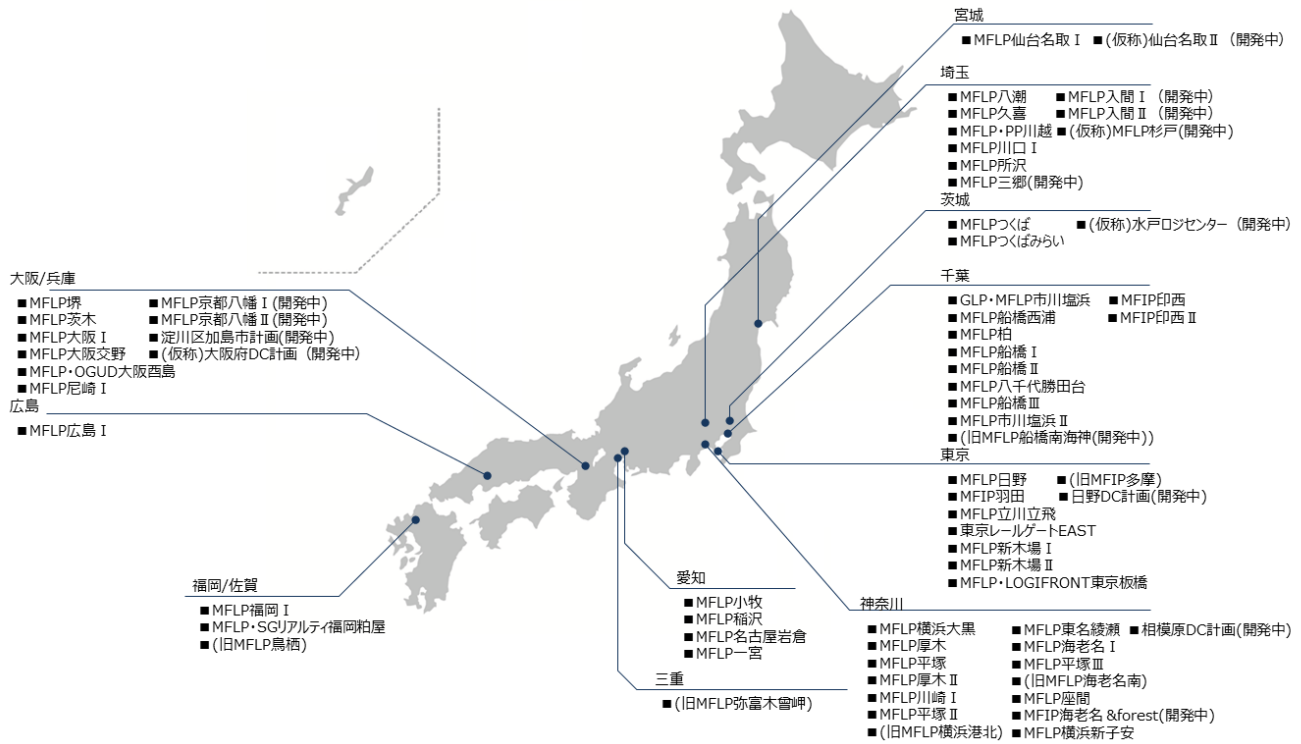 宮城
■ MFLP仙台名取Ⅰ ■ (仮称)仙台名取Ⅱ（開発中）
埼玉
■ MFLP八潮 ■ MFLP入間Ⅰ（開発中）
■ MFLP久喜 ■ MFLP入間Ⅱ（開発中）
■ MFLP・PP川越 ■ (仮称)MFLP杉戸(開発中)
■ MFLP川口Ⅰ
■ MFLP所沢
■ MFLP三郷(開発中)
茨城
■ MFLPつくば ■ (仮称)水戸ロジセンター（開発中）
■ MFLPつくばみらい
千葉
■ GLP・MFLP市川塩浜 ■ MFIP印西
■ MFLP船橋西浦 ■ MFIP印西Ⅱ
■ MFLP柏
■ MFLP船橋Ⅰ
■ MFLP船橋Ⅱ
■ MFLP八千代勝田台
■ MFLP船橋Ⅲ
■ MFLP市川塩浜Ⅱ
■ (旧MFLP船橋南海神(開発中))
東京
■ MFLP日野 ■ (旧MFIP多摩)
■ MFIP羽田 ■ 日野DC計画(開発中)
■ MFLP立川立飛
■ 東京レールゲートEAST
■ MFLP新木場Ⅰ
■ MFLP新木場Ⅱ
■ MFLP・LOGIFRONT東京板橋
大阪/兵庫
■ MFLP堺 ■ MFLP京都八幡Ⅰ(開発中)
■ MFLP茨木 ■ MFLP京都八幡Ⅱ(開発中)
■ MFLP大阪Ⅰ ■ 淀川区加島市計画(開発中)
■ MFLP大阪交野 ■ (仮称)大阪府DC計画（開発中）
■ MFLP・OGUD大阪酉島
■ MFLP尼崎Ⅰ
広島
■ MFLP広島Ⅰ
福岡/佐賀
■ MFLP福岡Ⅰ
■ MFLP・SGリアルティ福岡粕屋
■ (旧MFLP鳥栖)
愛知
■ MFLP小牧
■ MFLP稲沢
■ MFLP名古屋岩倉
■ MFLP一宮
三重
■ (旧MFLP弥富木曾岬)
神奈川
■ MFLP横浜大黒 ■ MFLP東名綾瀬 ■ 相模原DC計画(開発中)
■ MFLP厚木 ■ MFLP海老名Ⅰ
■ MFLP平塚 ■ MFLP平塚Ⅲ
■ MFLP厚木Ⅱ ■ (旧MFLP海老名南)
■ MFLP川崎Ⅰ ■ MFLP座間
■ MFLP平塚Ⅱ ■ MFIP海老名 &forest(開発中)
■ (旧MFLP横浜港北) ■ MFLP横浜新子安